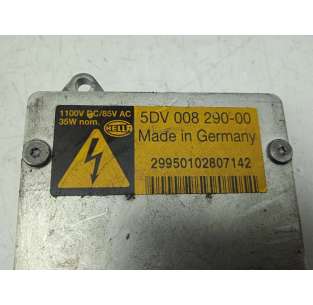 1100V DC/85V AC
35W nom.
HELLA
5DV 008 290-00
Made in Germany
29950102807142